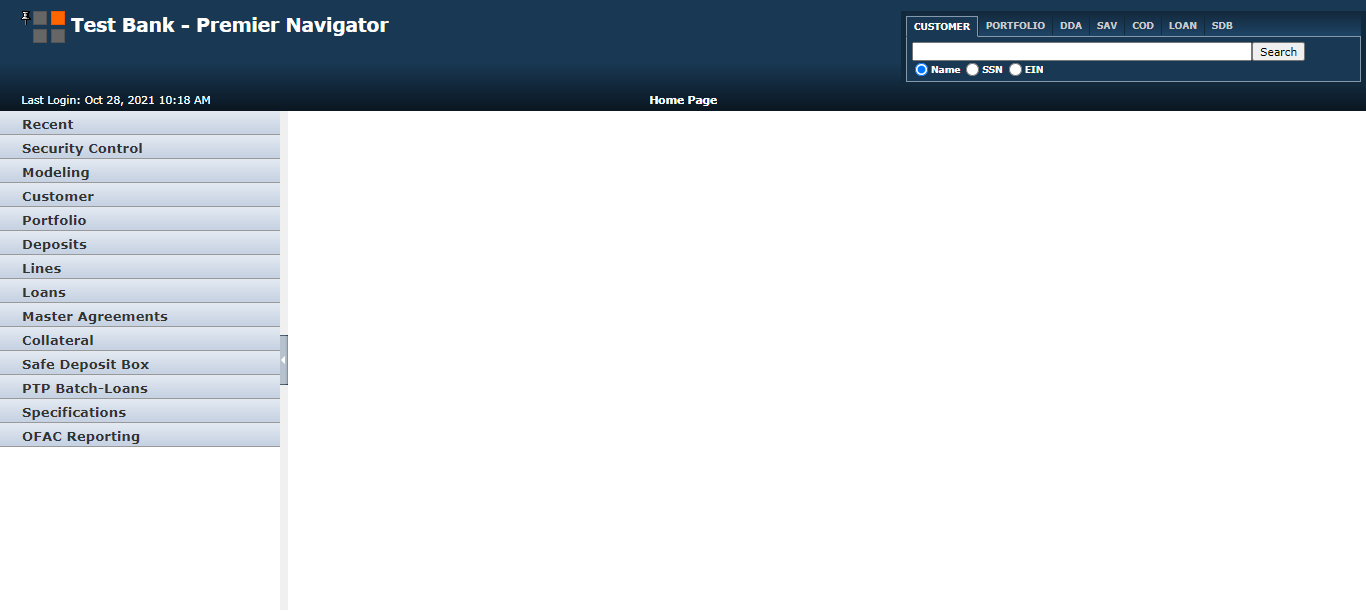 Test Bank - Premier Navigator
CUSTOMER PORTFOLIO DDA SAV COD LOAN SDB
Search
Name SSN EIN
Last Login: Oct 28, 2021 10:18 AM
Home Page
Recent
Security Control
Modeling
Customer
Portfolio
Deposits
Lines
Loans
Master Agreements
Collateral
Safe Deposit Box
PTP Batch-Loans
Specifications
OFAC Reporting